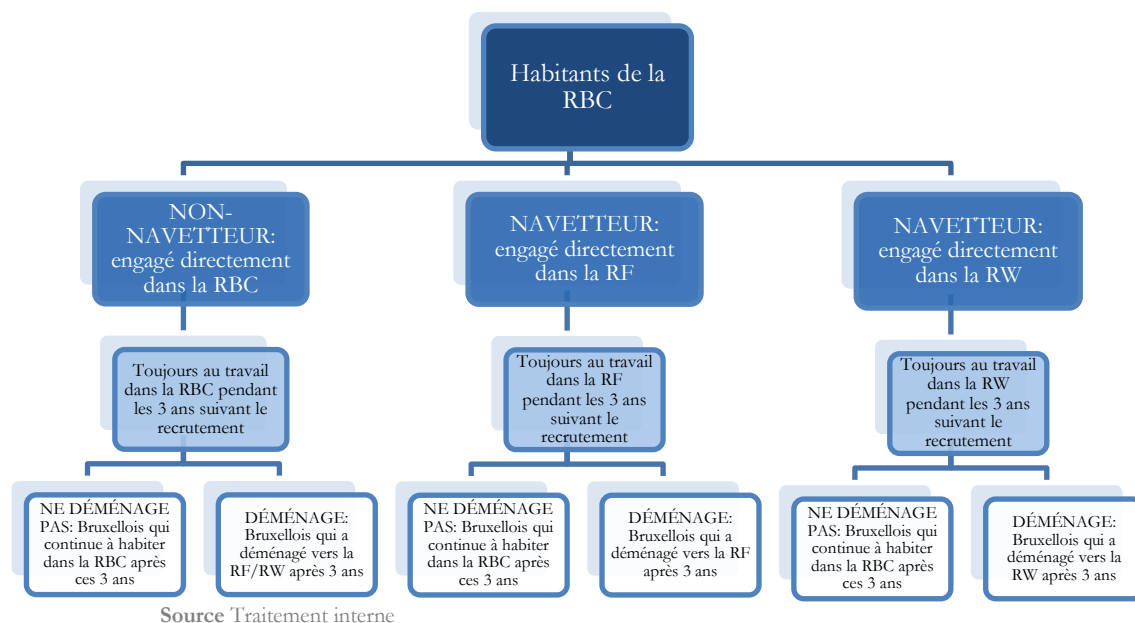 Habitants de la
RBC
NON-
NAVETTEUR:
engagé directement
dans la RBC
NAVETTEUR:
engagé directement
dans la RF
NAVETTEUR:
engagé directement
dans la RW
Toujours au travail
dans la RBC pendant
les 3 ans suivant le
recrutement
Toujours au travail
dans la RF
pendant les 3 ans
suivant le
recrutement
Toujours au travail
dans la RW
pendant les 3 ans
suivant le
recrutement
NE DÉMÉNAGE
PAS: Bruxellois qui
continue à habiter
dans la RBC après
ces 3 ans
DÉMÉNAGE:
Bruxellois qui a
déménagé vers la
RF/RW après 3 ans
NE DÉMÉNAGE
PAS: Bruxellois qui
continue à habiter
dans la RBC après
ces 3 ans
DÉMÉNAGE:
Bruxellois qui a
déménagé vers la RF
après 3 ans
NE DÉMÉNAGE
PAS: Bruxellois qui
continue à habiter
dans la RBC après
ces 3 ans
DÉMÉNAGE:
Bruxellois qui a
déménagé vers la
RW après 3 ans
Source Traitement interne